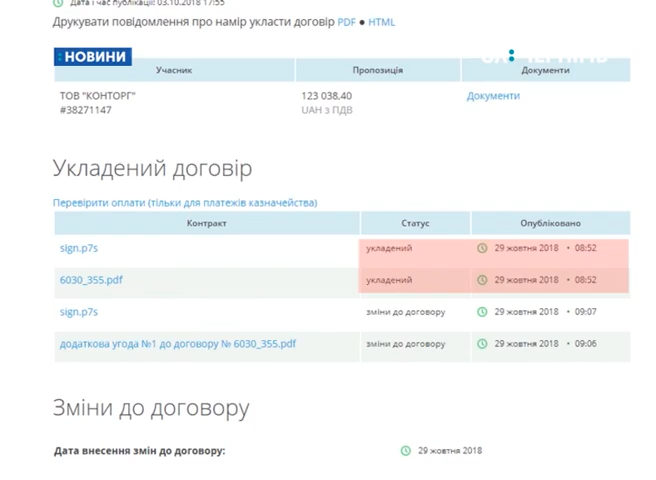 Дата і час публікації: 03.10.2018 17:55
Друкувати повідомлення про намір укласти договір PDF ● HTML
НОВИНИ
Учасник Пропозиція Документи
ТОВ "КОНТОРГ" 123 038,40 Документи
#38271147 UAH з ПДВ
Укладений договір
Перевірити оплати (тільки для платежів казначейства)
Контракт Статус Опубліковано
sign.p7s укладений 29 жовтня 2018 • 08:52
6030_355.pdf укладений 29 жовтня 2018 • 08:52
sign.p7s зміни до договору 29 жовтня 2018 • 09:07
додаткова угода №1 до договору № 6030_355.pdf зміни до договору 29 жовтня 2018 • 09:06
Зміни до договору
Дата внесення змін до договору: 29 жовтня 2018